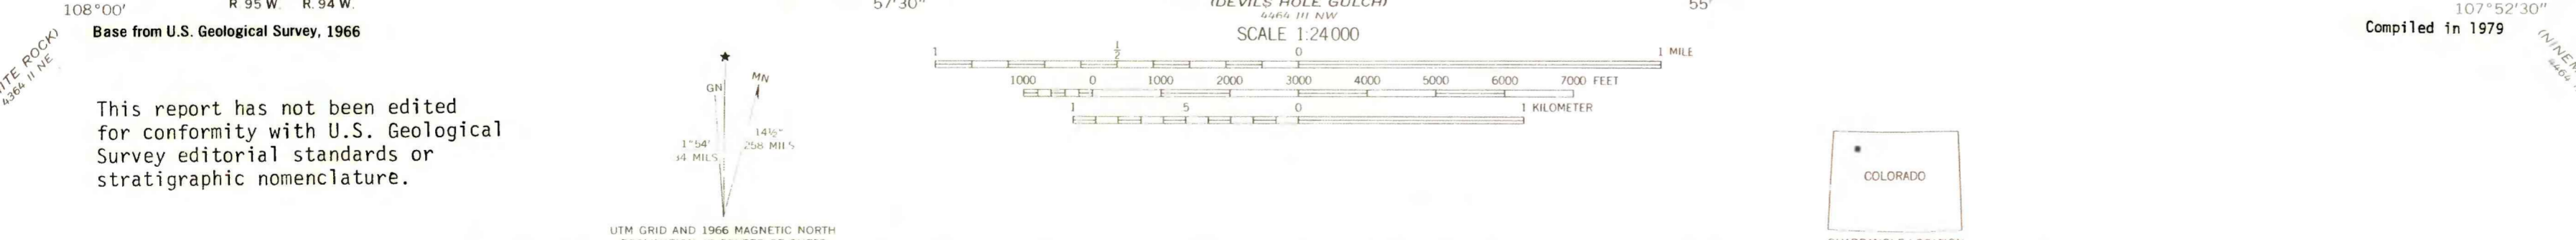 108°00'
R 95 W. R. 94 W.
57'30"
(DEVILS HOLE GULCH)
4464 III NW
55'
107°52'30"
Base from U.S. Geological Survey, 1966
SCALE 1:24000
Compiled in 1979
4364 II NE
1 ½ 0 1 MILE
1000 0 1000 2000 3000 4000 5000 6000 7000 FEET
1 5 0 1 KILOMETER
This report has not been edited
for conformity with U.S. Geological
Survey editorial standards or
stratigraphic nomenclature.
★
GN
MN
1°54'
34 MILS
14½°
258 MILS
UTM GRID AND 1966 MAGNETIC NORTH
COLORADO